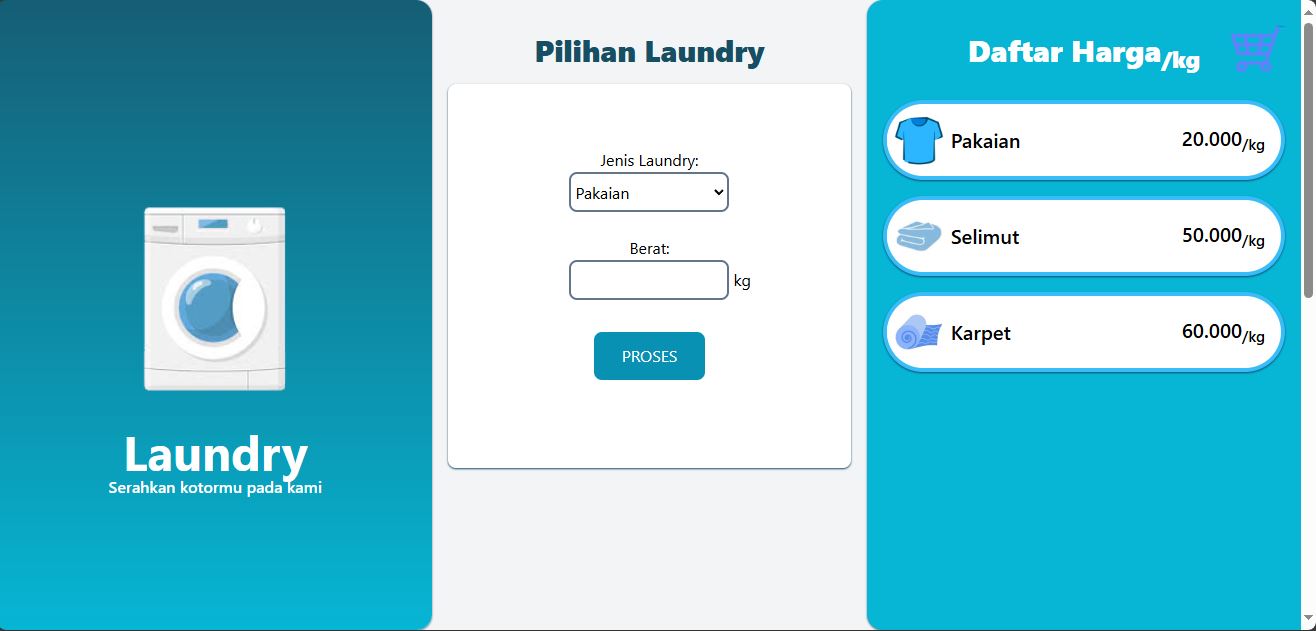 Laundry
Serahkan kotormu pada kami
Pilihan Laundry
Jenis Laundry:
Pakaian
Berat:
kg
PROSES
Daftar Harga/kg
Pakaian 20.000/kg
Selimut 50.000/kg
Karpet 60.000/kg